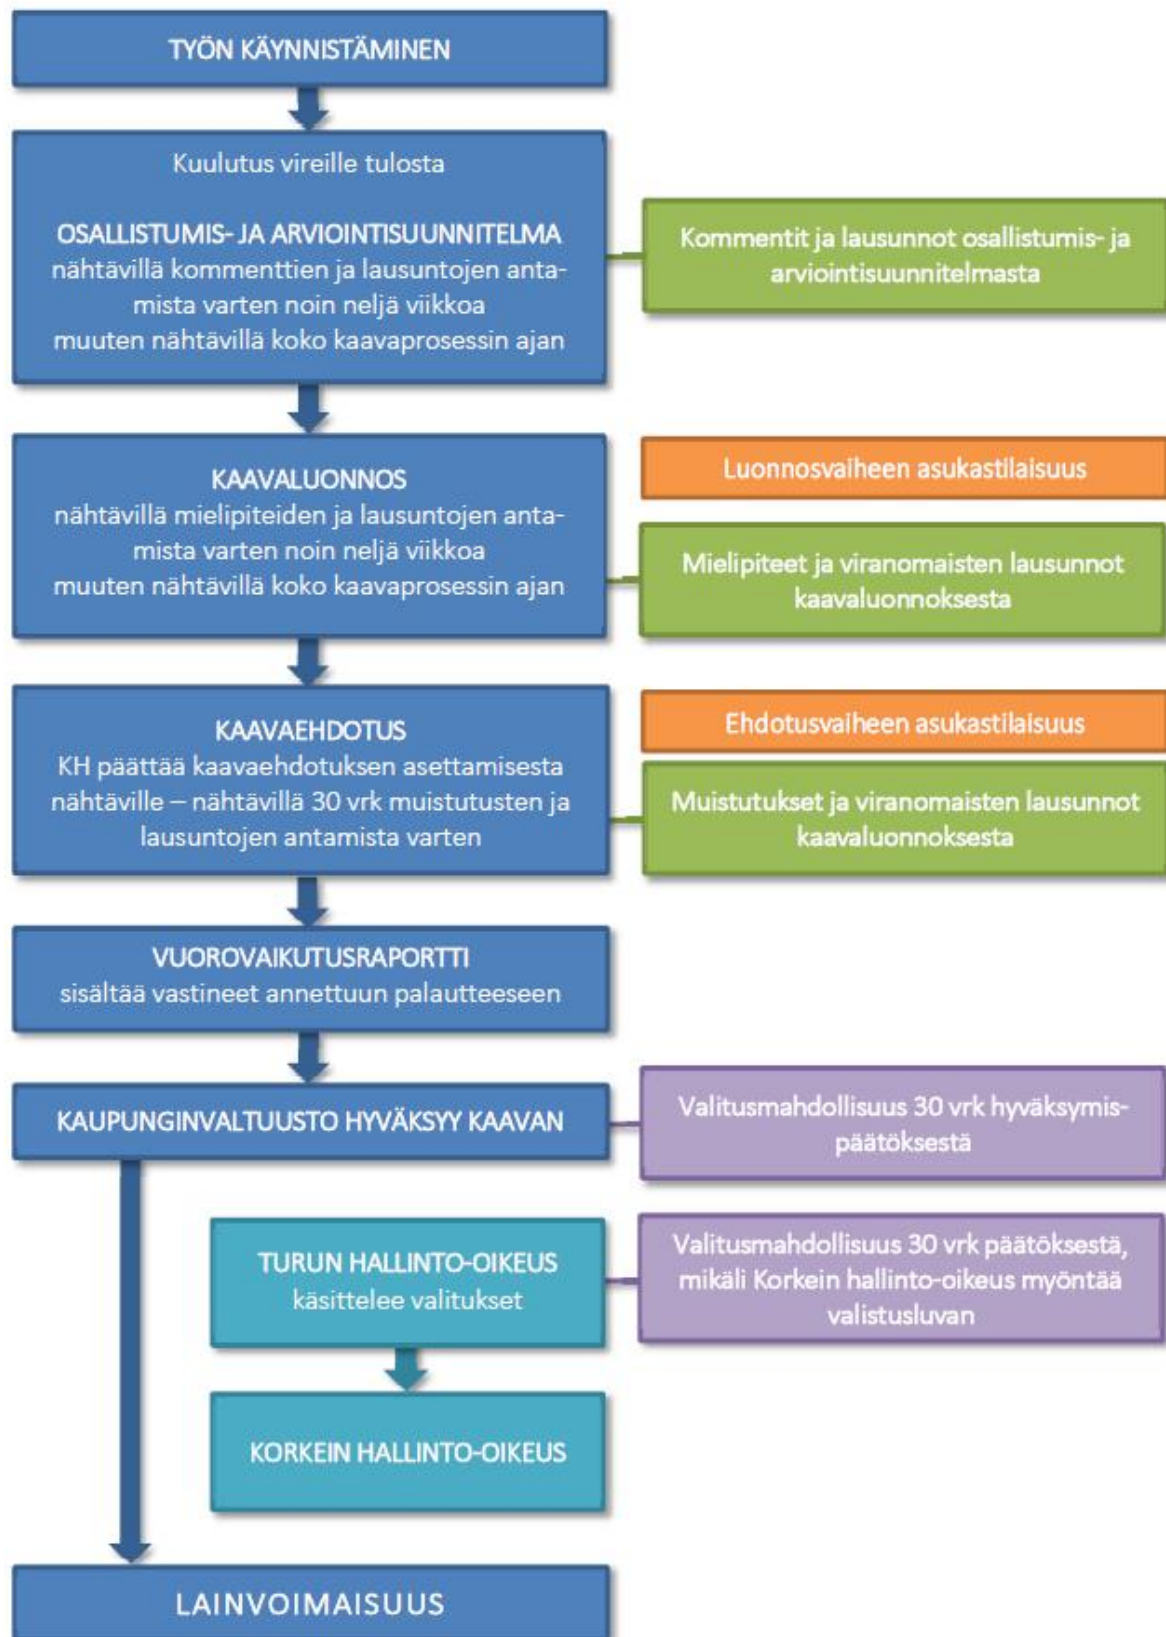 TYÖN KÄYNNISTÄMINEN
Kuulutus vireille tulosta
OSALLISTUMIS- JA ARVIOINTISUUNNITELMA
nähtävillä kommenttien ja lausuntojen anta-
mista varten noin neljä viikkoa
muuten nähtävillä koko kaavaprosessin ajan
Kommentit ja lausunnot osallistumis- ja
arviointisuunnitelmasta
KAAVALUONNOS
nähtävillä mielipiteiden ja lausuntojen anta-
mista varten noin neljä viikkoa
muuten nähtävillä koko kaavaprosessin ajan
Luonnosvaiheen asukastilaisuus
Mielipiteet ja viranomaisten lausunnot
kaavaluonnoksesta
KAAVAEHDOTUS
KH päättää kaavaehdotuksen asettamisesta
nähtäville – nähtävillä 30 vrk muistutusten ja
lausuntojen antamista varten
Ehdotusvaiheen asukastilaisuus
Muistutukset ja viranomaisten lausunnot
kaavaluonnoksesta
VUOROVAIKUTUSRAPORTTI
sisältää vastineet annettuun palautteeseen
KAUPUNGINVALTUUSTO HYVÄKSYY KAAVAN
Valitusmahdollisuus 30 vrk hyväksymis-
päätöksestä
TURUN HALLINTO-OIKEUS
käsittelee valitukset
Valitusmahdollisuus 30 vrk päätöksestä,
mikäli Korkein hallinto-oikeus myöntää
valistusluvan
KORKEIN HALLINTO-OIKEUS
LAINVOIMAISUUS